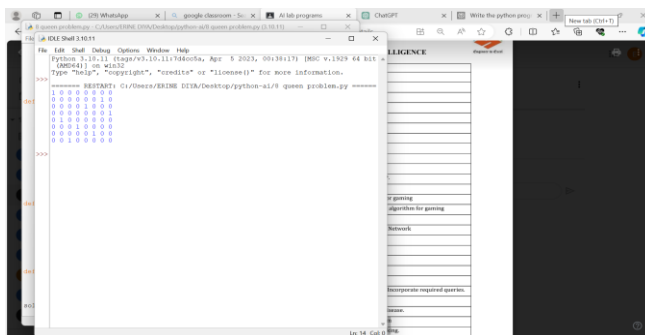 (29) WhatsApp
google classroom - Se
AI lab programs
ChatGPT
Write the python prog
New tab (Ctrl+T)
8 queen problem.py - C:/Users/ERINE DIYA/Desktop/python-ai/8 queen problem.py (3.10.11)
IDLE Shell 3.10.11
File Edit Shell Debug Options Window Help
Python 3.10.11 (tags/v3.10.11:7d4cc5a, Apr 5 2023, 00:38:17) [MSC v.1929 64 bit
(AMD64)] on win32
Type "help", "copyright", "credits" or "license()" for more information.
>>>
======= RESTART: C:/Users/ERINE DIYA/Desktop/python-ai/8 queen problem.py ======
1 0 0 0 0 0 0 0
0 0 0 0 0 0 1 0
0 0 0 0 1 0 0 0
0 0 0 0 0 0 0 1
0 1 0 0 0 0 0 0
0 0 0 1 0 0 0 0
0 0 0 0 0 1 0 0
0 0 1 0 0 0 0 0
>>>
Ln: 14 Col: 0
LLIGENCE
er gaming
algorithm for gaming
Network
incorporate required queries.